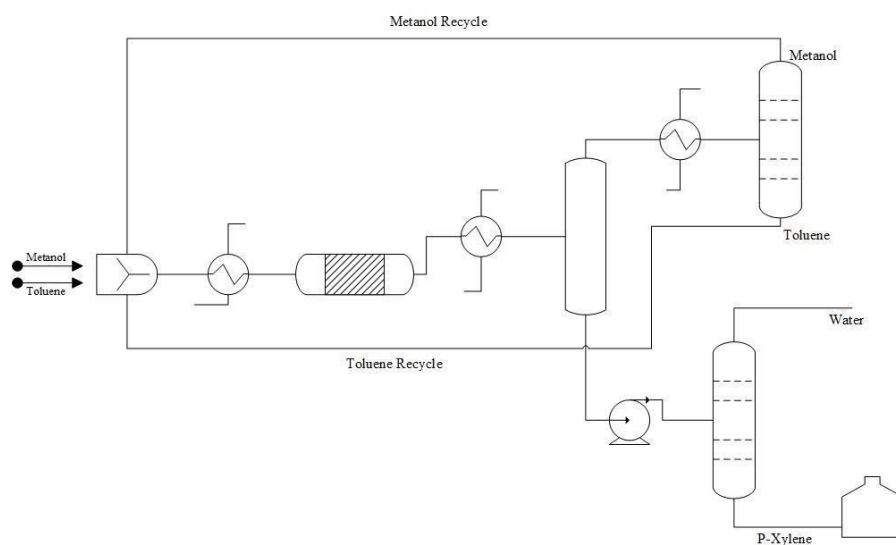 Metanol Recycle
Metanol
Toluene
Metanol
Toluene
Toluene Recycle
Water
P-Xylene